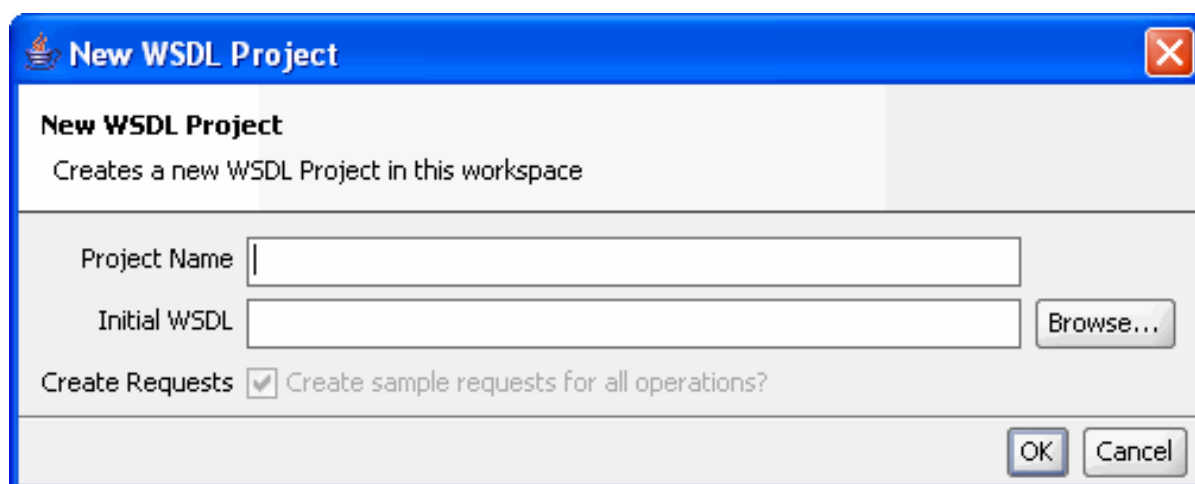 New WSDL Project
New WSDL Project
Creates a new WSDL Project in this workspace
Project Name
Initial WSDL Browse...
Create Requests Create sample requests for all operations?
OK Cancel